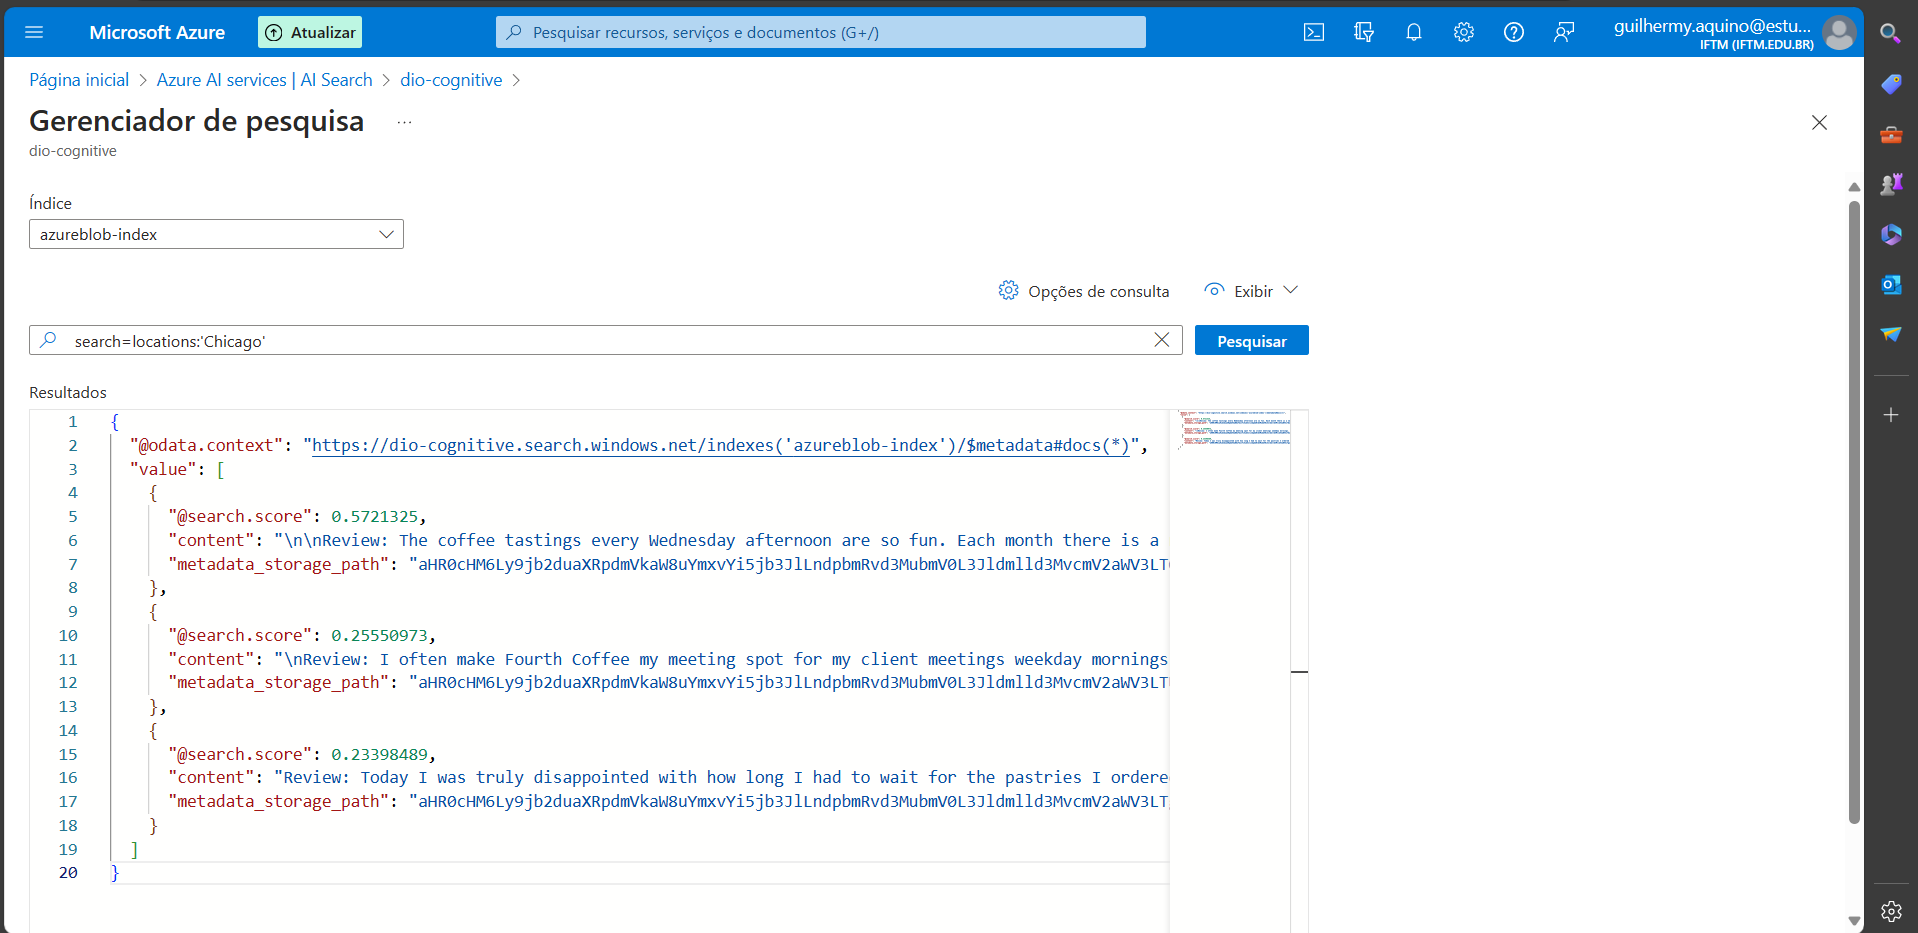 Microsoft Azure
Atualizar
Pesquisar recursos, serviços e documentos (G+/)
guilhermy.aquino@estu...
IFTM (IFTM.EDU.BR)
Página inicial > Azure AI services | AI Search > dio-cognitive >
Gerenciador de pesquisa ...
dio-cognitive
Índice
azureblob-index
Opções de consulta
Exibir
search=locations:'Chicago'
Pesquisar
Resultados
1 {
2 "@odata.context": "https://dio-cognitive.search.windows.net/indexes('azureblob-index')/$metadata#docs(*)",
3 "value": [
4 {
5 "@search.score": 0.5721325,
6 "content": "\n\nReview: The coffee tastings every Wednesday afternoon are so fun. Each month there is a
7 "metadata_storage_path": "aHR0cHM6Ly9jb2duaXRpdmVkaW8uYmxvYi5jb3JlLndpbmRvd3MubmV0L3Jldmlld3MvcmV2aWV3LT
8 },
9 {
10 "@search.score": 0.25550973,
11 "content": "\nReview: I often make Fourth Coffee my meeting spot for my client meetings weekday mornings
12 "metadata_storage_path": "aHR0cHM6Ly9jb2duaXRpdmVkaW8uYmxvYi5jb3JlLndpbmRvd3MubmV0L3Jldmlld3MvcmV2aWV3LT
13 },
14 {
15 "@search.score": 0.23398489,
16 "content": "Review: Today I was truly disappointed with how long I had to wait for the pastries I ordere
17 "metadata_storage_path": "aHR0cHM6Ly9jb2duaXRpdmVkaW8uYmxvYi5jb3JlLndpbmRvd3MubmV0L3Jldmlld3MvcmV2aWV3LT
18 }
19 ]
20 }